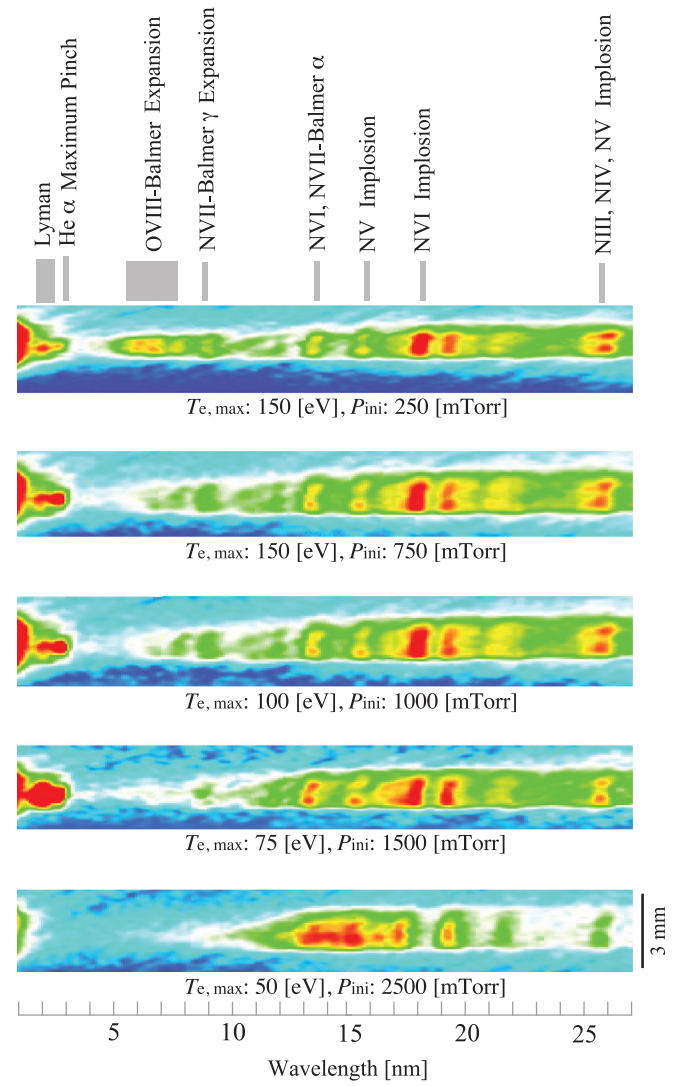 Lyman
He α Maximum Pinch
OVIII-Balmer Expansion
NVII-Balmer γ Expansion
NVI, NVII-Balmer α
NV Implosion
NVI Implosion
NIII, NIV, NV Implosion
Te, max: 150 [eV], Pini: 250 [mTorr]
Te, max: 150 [eV], Pini: 750 [mTorr]
Te, max: 100 [eV], Pini: 1000 [mTorr]
Te, max: 75 [eV], Pini: 1500 [mTorr]
3 mm
Te, max: 50 [eV], Pini: 2500 [mTorr]
5 10 15 20 25
Wavelength [nm]